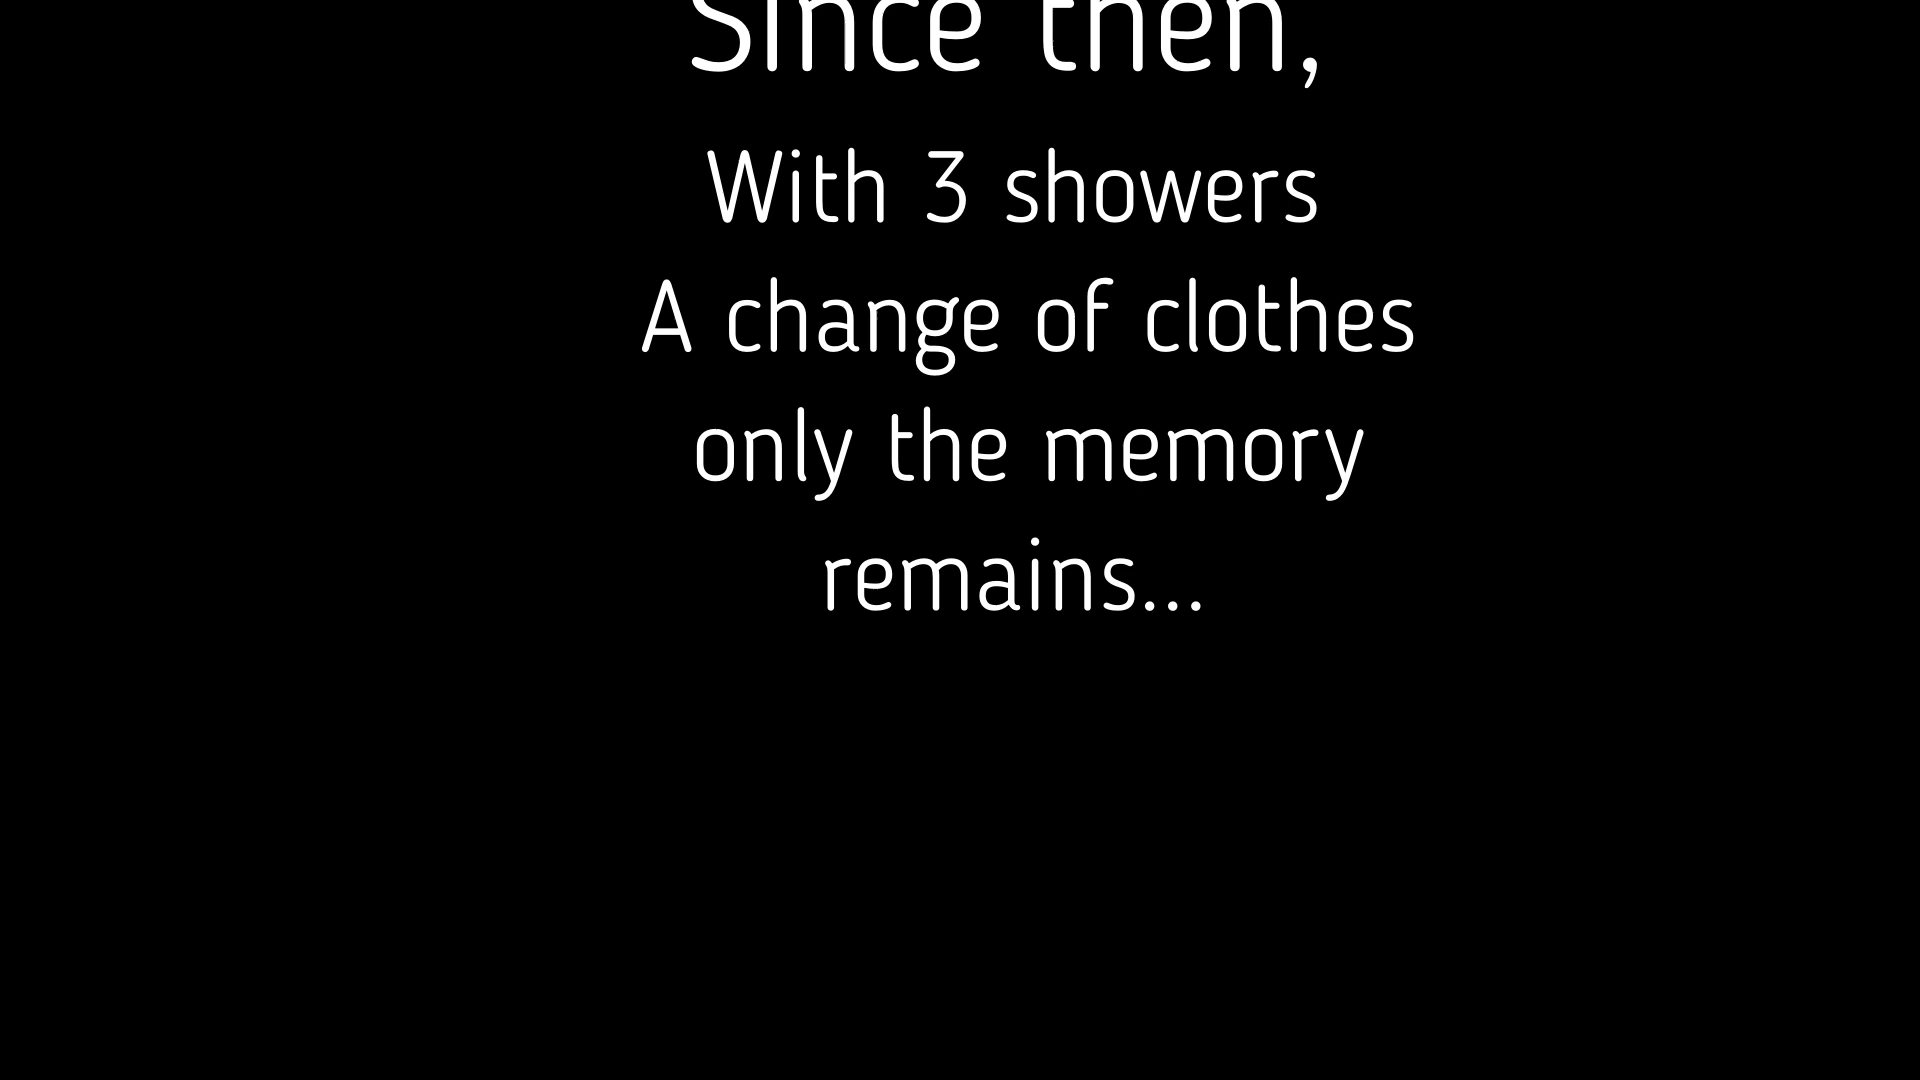 Since then,
With 3 showers
A change of clothes
only the memory
remains...